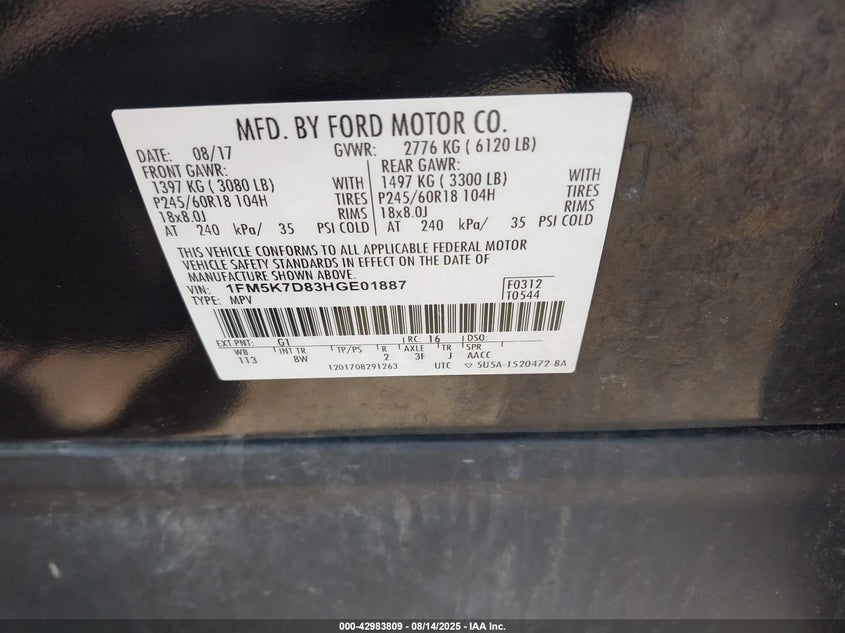 MFD. BY FORD MOTOR CO.
DATE: 08/17 GVWR: 2776 KG ( 6120 LB)
FRONT GAWR: REAR GAWR:
1397 KG ( 3080 LB) WITH 1497 KG ( 3300 LB) WITH
P245/60R18 104H TIRES P245/60R18 104H TIRES
18x8.0J RIMS 18x8.0J RIMS
AT 240 kPa/ 35 PSI COLD AT 240 kPa/ 35 PSI COLD
THIS VEHICLE CONFORMS TO ALL APPLICABLE FEDERAL MOTOR
VEHICLE SAFETY STANDARDS IN EFFECT ON THE DATE OF
MANUFACTURE SHOWN ABOVE.
VIN: 1FM5K7D83HGE01887 F0312
TYPE: MPV T0544
EXT PNT: G1 RC: 16 DSO:
WB INT TR TP/PS R AXLE TR SPR
113 8W 2 3F J AACC
1201708291263 UTC 5U5A-1520472-BA
000-42983809 - 08/14/2025 - IAA Inc.